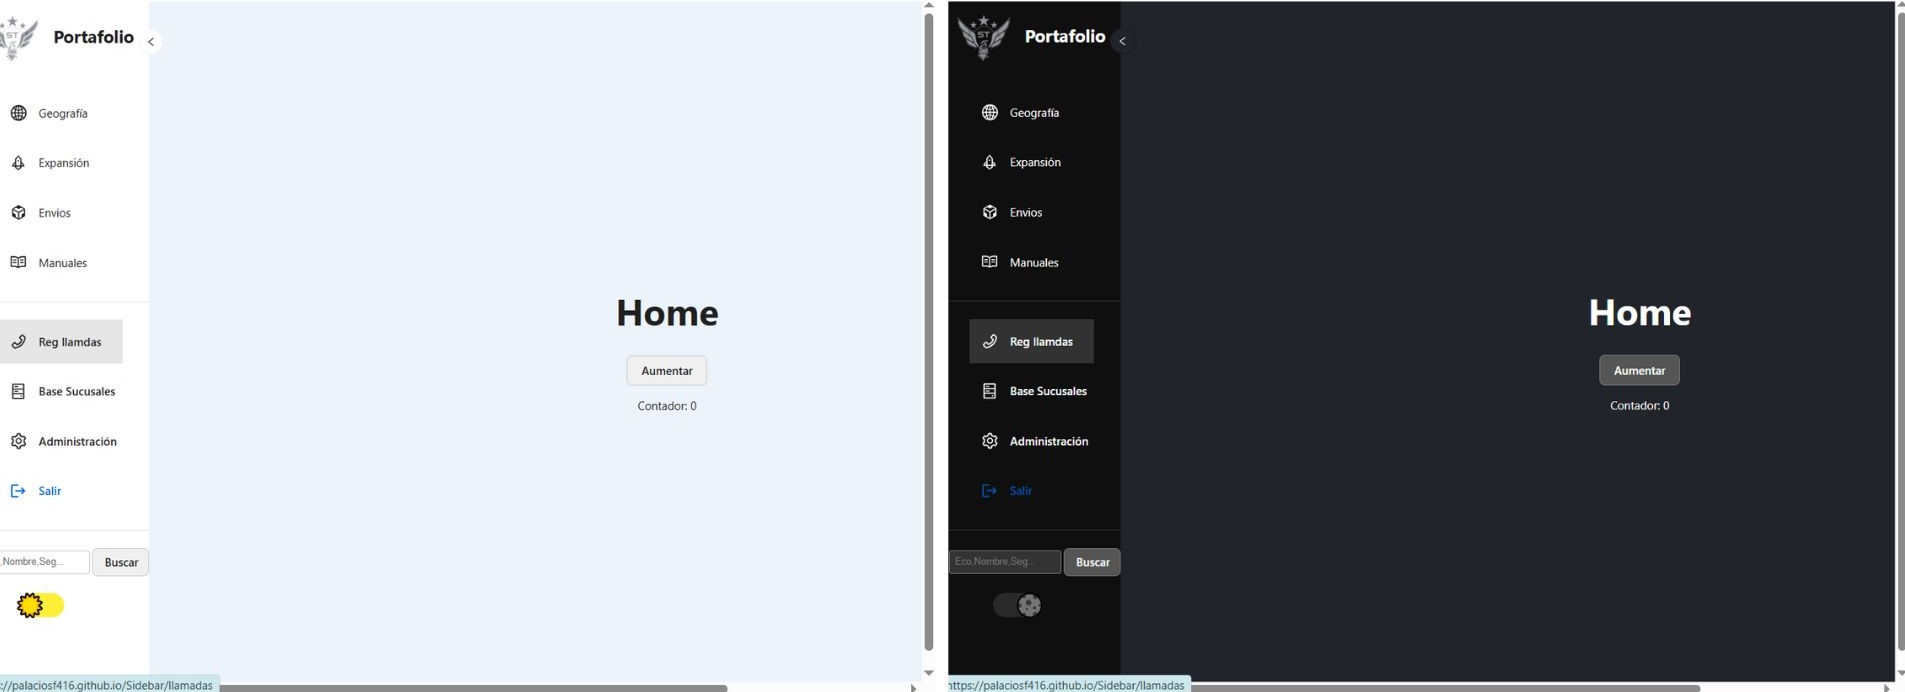 ST
Portafolio
<
Geografía
Expansión
Envios
Manuales
Reg llamdas
Base Sucusales
Administración
Salir
,Nombre,Seg...
Buscar
Home
Aumentar
Contador: 0
://palaciosf416.github.io/Sidebar/llamadas
ST
Portafolio
<
Geografía
Expansión
Envios
Manuales
Reg llamdas
Base Sucusales
Administración
Salir
Eco,Nombre,Seg...
Buscar
Home
Aumentar
Contador: 0
https://palaciosf416.github.io/Sidebar/llamadas